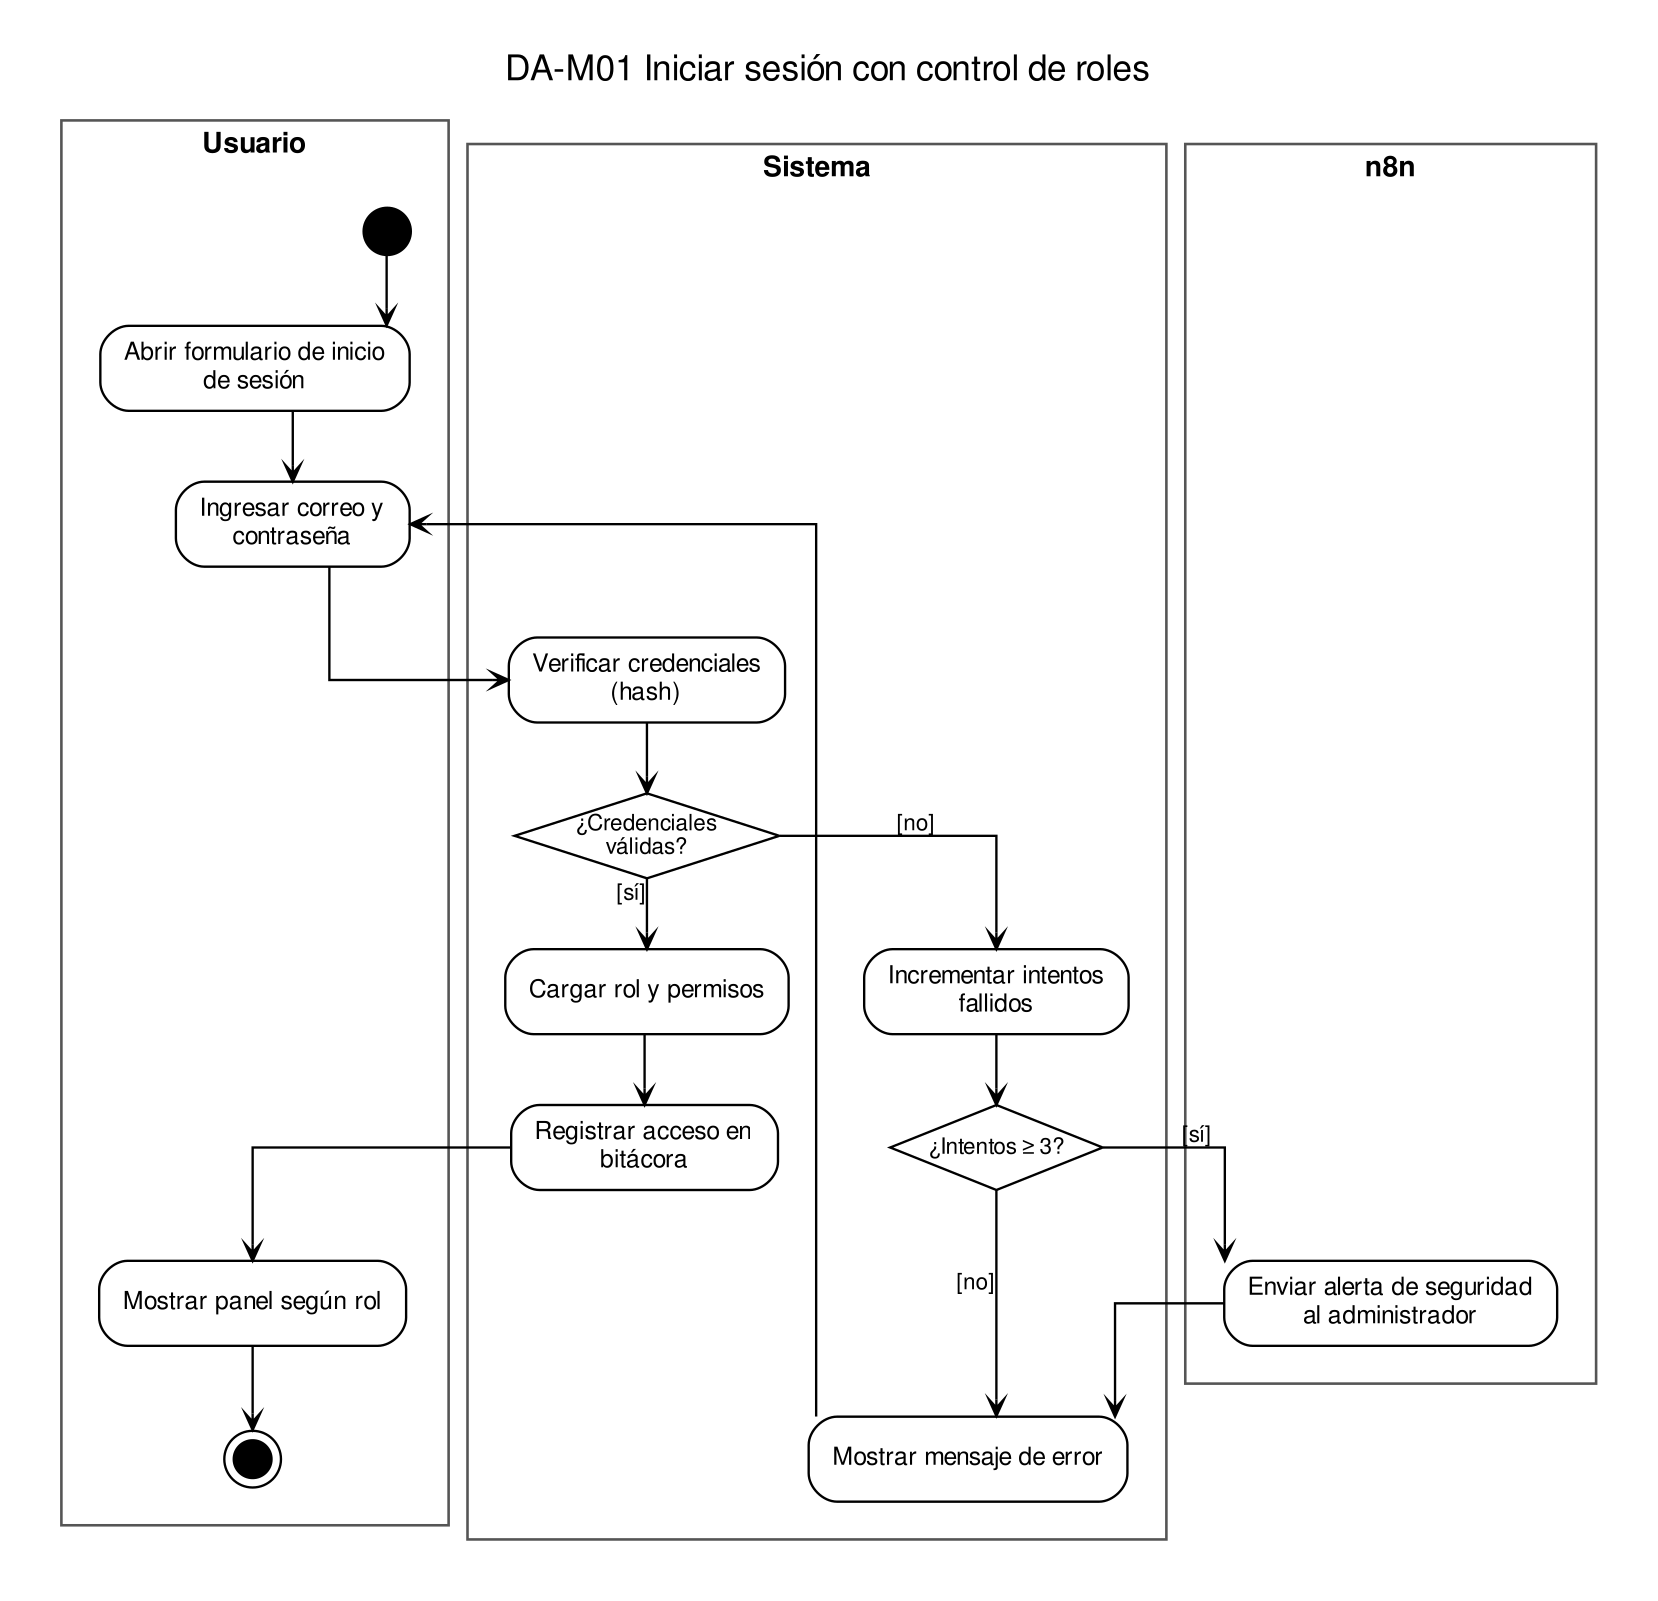 DA-M01 Iniciar sesión con control de roles
Usuario
Sistema
n8n
Abrir formulario de inicio
de sesión
Ingresar correo y
contraseña
Verificar credenciales
(hash)
¿Credenciales
válidas?
[no]
[sí]
Cargar rol y permisos
Incrementar intentos
fallidos
Registrar acceso en
bitácora
¿Intentos ≥ 3?
[sí]
[no]
Mostrar panel según rol
Enviar alerta de seguridad
al administrador
Mostrar mensaje de error